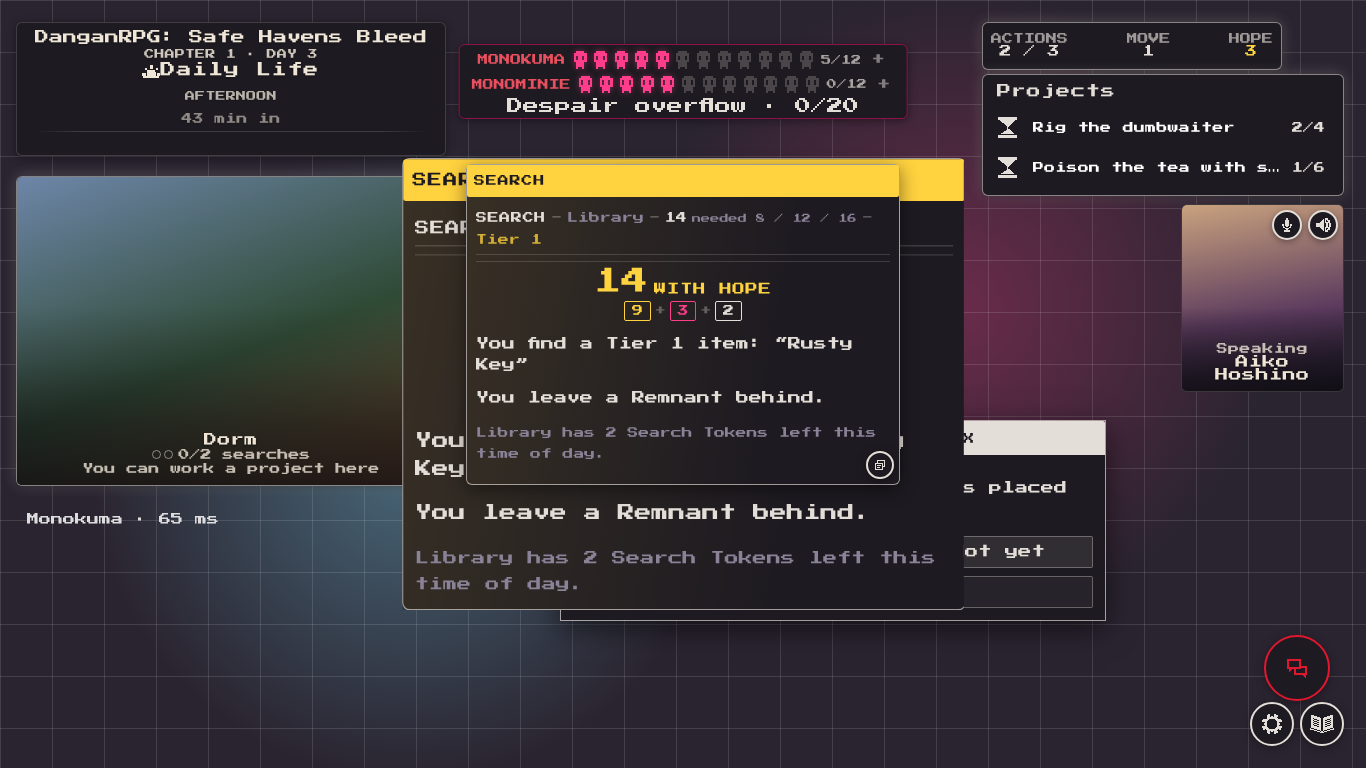 DanganRPG: Safe Havens Bleed
CHAPTER 1 · DAY 3
Daily Life
AFTERNOON
43 min in
MONOKUMA 5/12 +
MONOMINIE 0/12 +
Despair overflow · 0/20
ACTIONS MOVE HOPE
2 / 3 1 3
Projects
Rig the dumbwaiter 2/4
Poison the tea with s… 1/6
Speaking
Aiko
Hoshino
Dorm
0/2 searches
You can work a project here
Monokuma · 65 ms
SEAR
SEAR
You
Key
You leave a Remnant behind.
Library has 2 Search Tokens left this
time of day.
SEARCH
SEARCH — Library — 14 needed 8 / 12 / 16 —
Tier 1
14 WITH HOPE
9 + 3 + 2
You find a Tier 1 item: “Rusty
Key”
You leave a Remnant behind.
Library has 2 Search Tokens left this
time of day.
x
s placed
ot yet